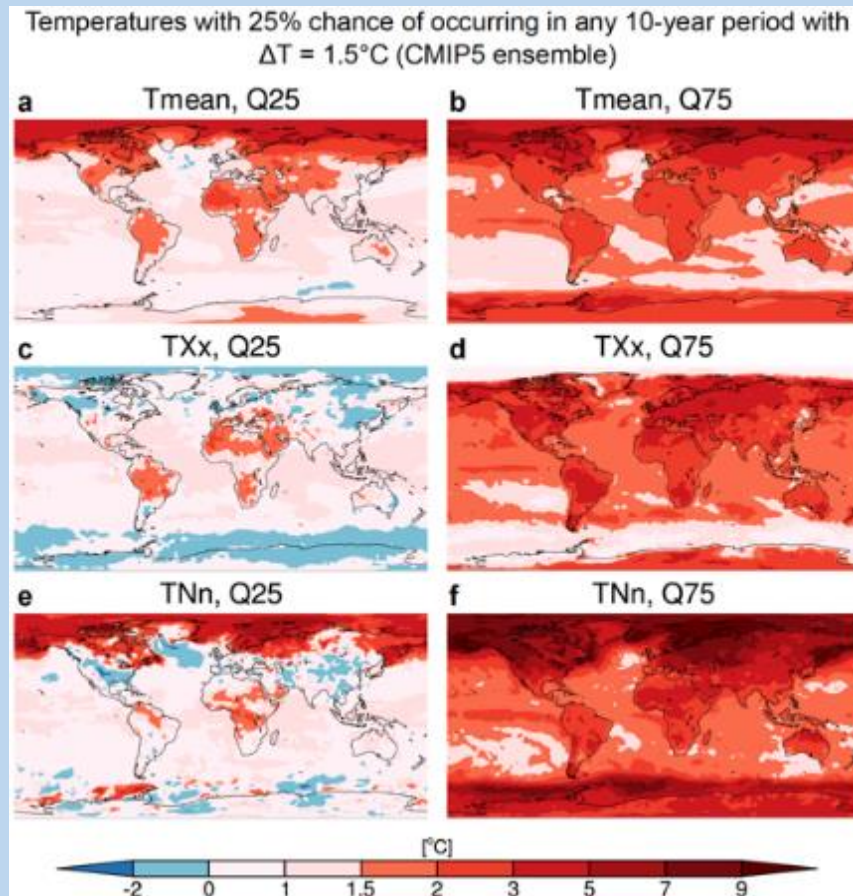 Temperatures with 25% chance of occurring in any 10-year period with
ΔT = 1.5°C (CMIP5 ensemble)
a Tmean, Q25
b Tmean, Q75
c TXx, Q25
d TXx, Q75
e TNn, Q25
f TNn, Q75
[°C]
-2 0 1 1.5 2 3 5 7 9